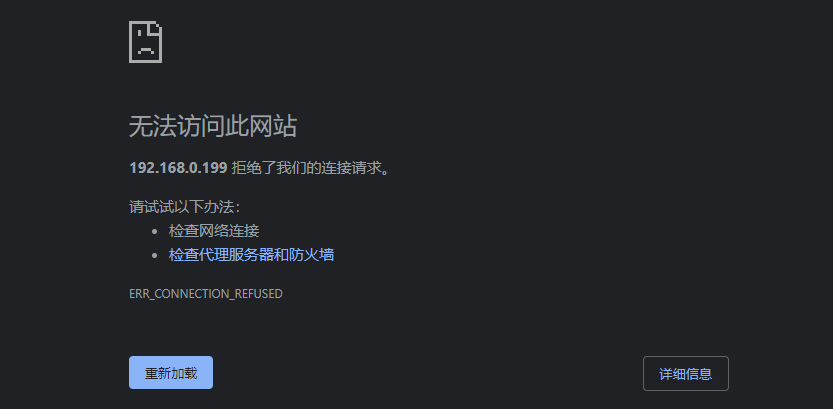 无法访问此网站
192.168.0.199 拒绝了我们的连接请求。
请试试以下办法：
检查网络连接
检查代理服务器和防火墙
ERR_CONNECTION_REFUSED
重新加载
详细信息